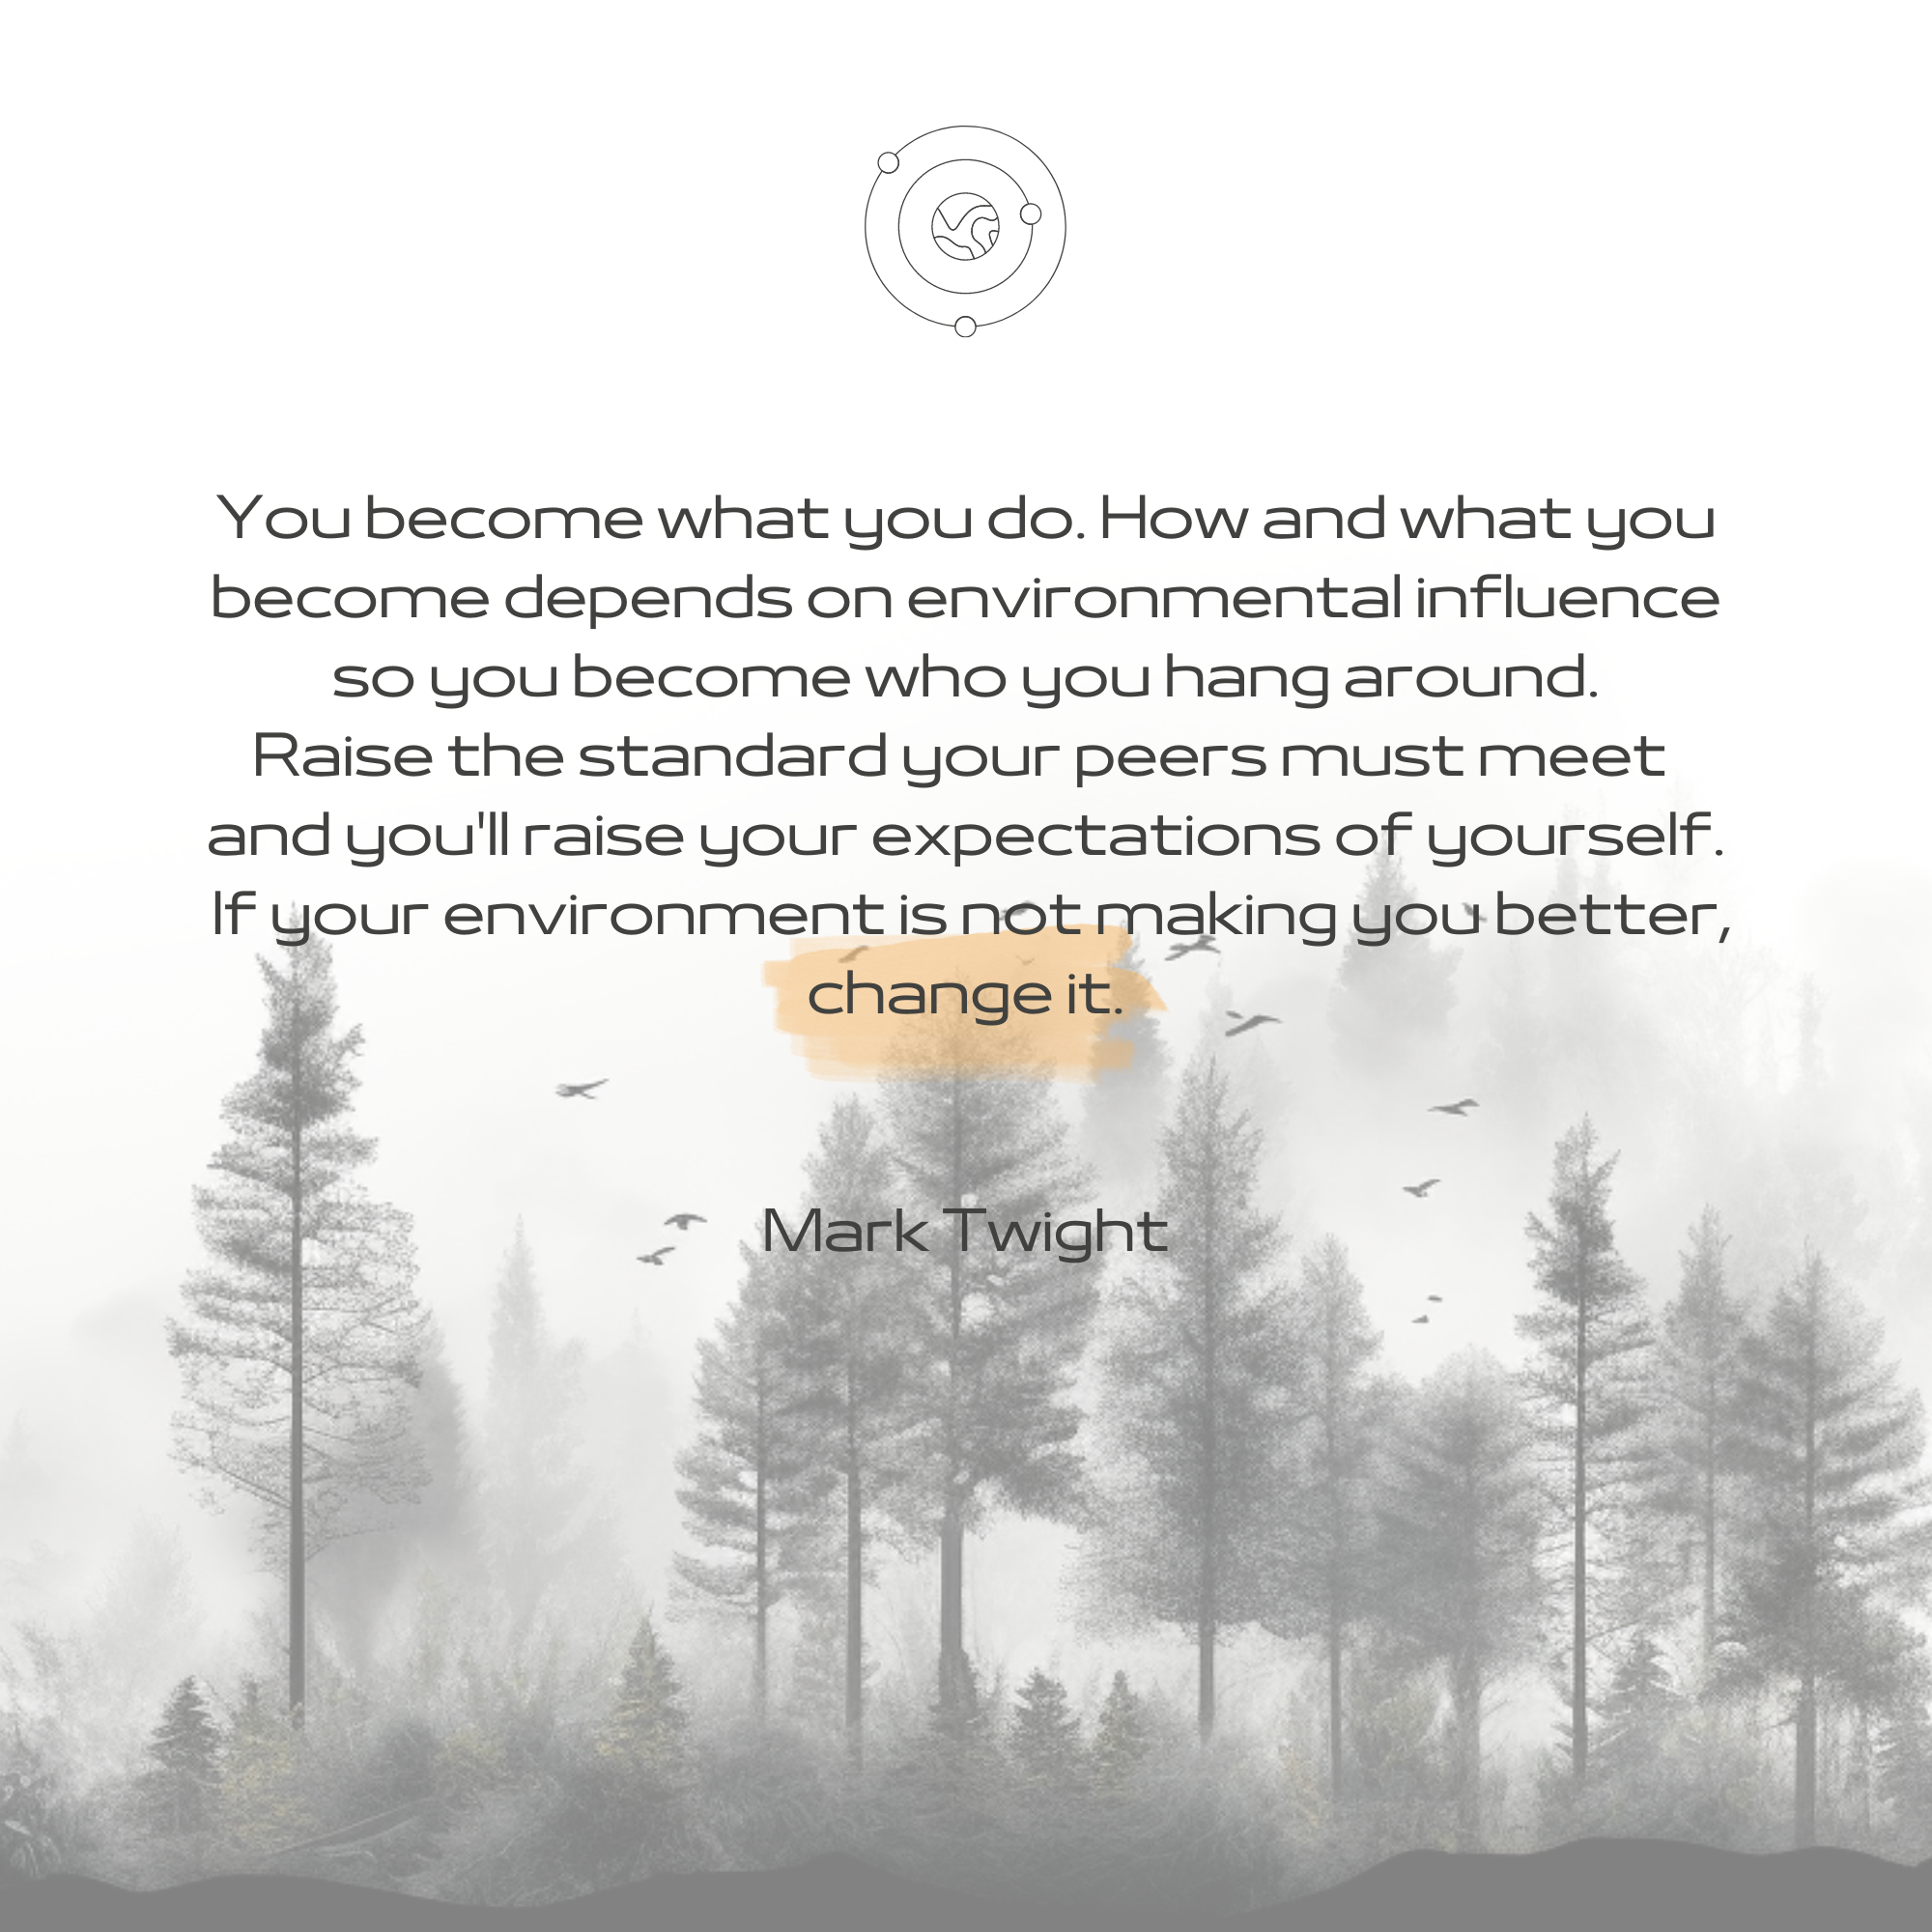 You become what you do. How and what you
become depends on environmental influence
so you become who you hang around.
Raise the standard your peers must meet
and you'll raise your expectations of yourself.
If your environment is not making you better,
change it.
Mark Twight